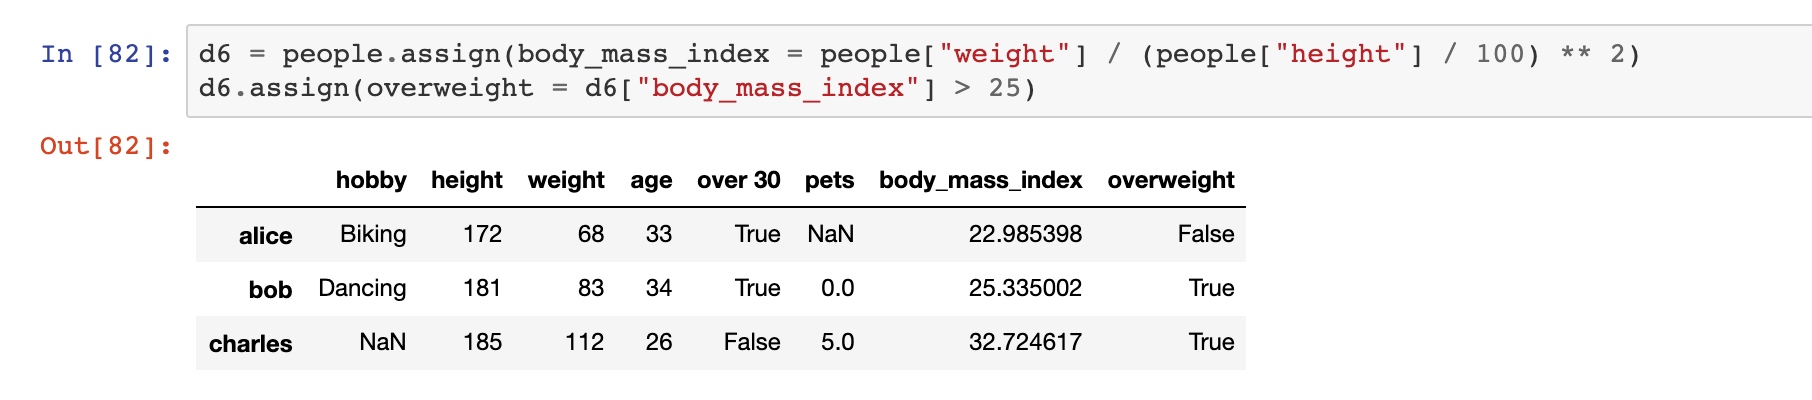 In [82]: d6 = people.assign(body_mass_index = people["weight"] / (people["height"] / 100) ** 2)
d6.assign(overweight = d6["body_mass_index"] > 25)
Out[82]:
hobby height weight age over 30 pets body_mass_index overweight
alice Biking 172 68 33 True NaN 22.985398 False
bob Dancing 181 83 34 True 0.0 25.335002 True
charles NaN 185 112 26 False 5.0 32.724617 True